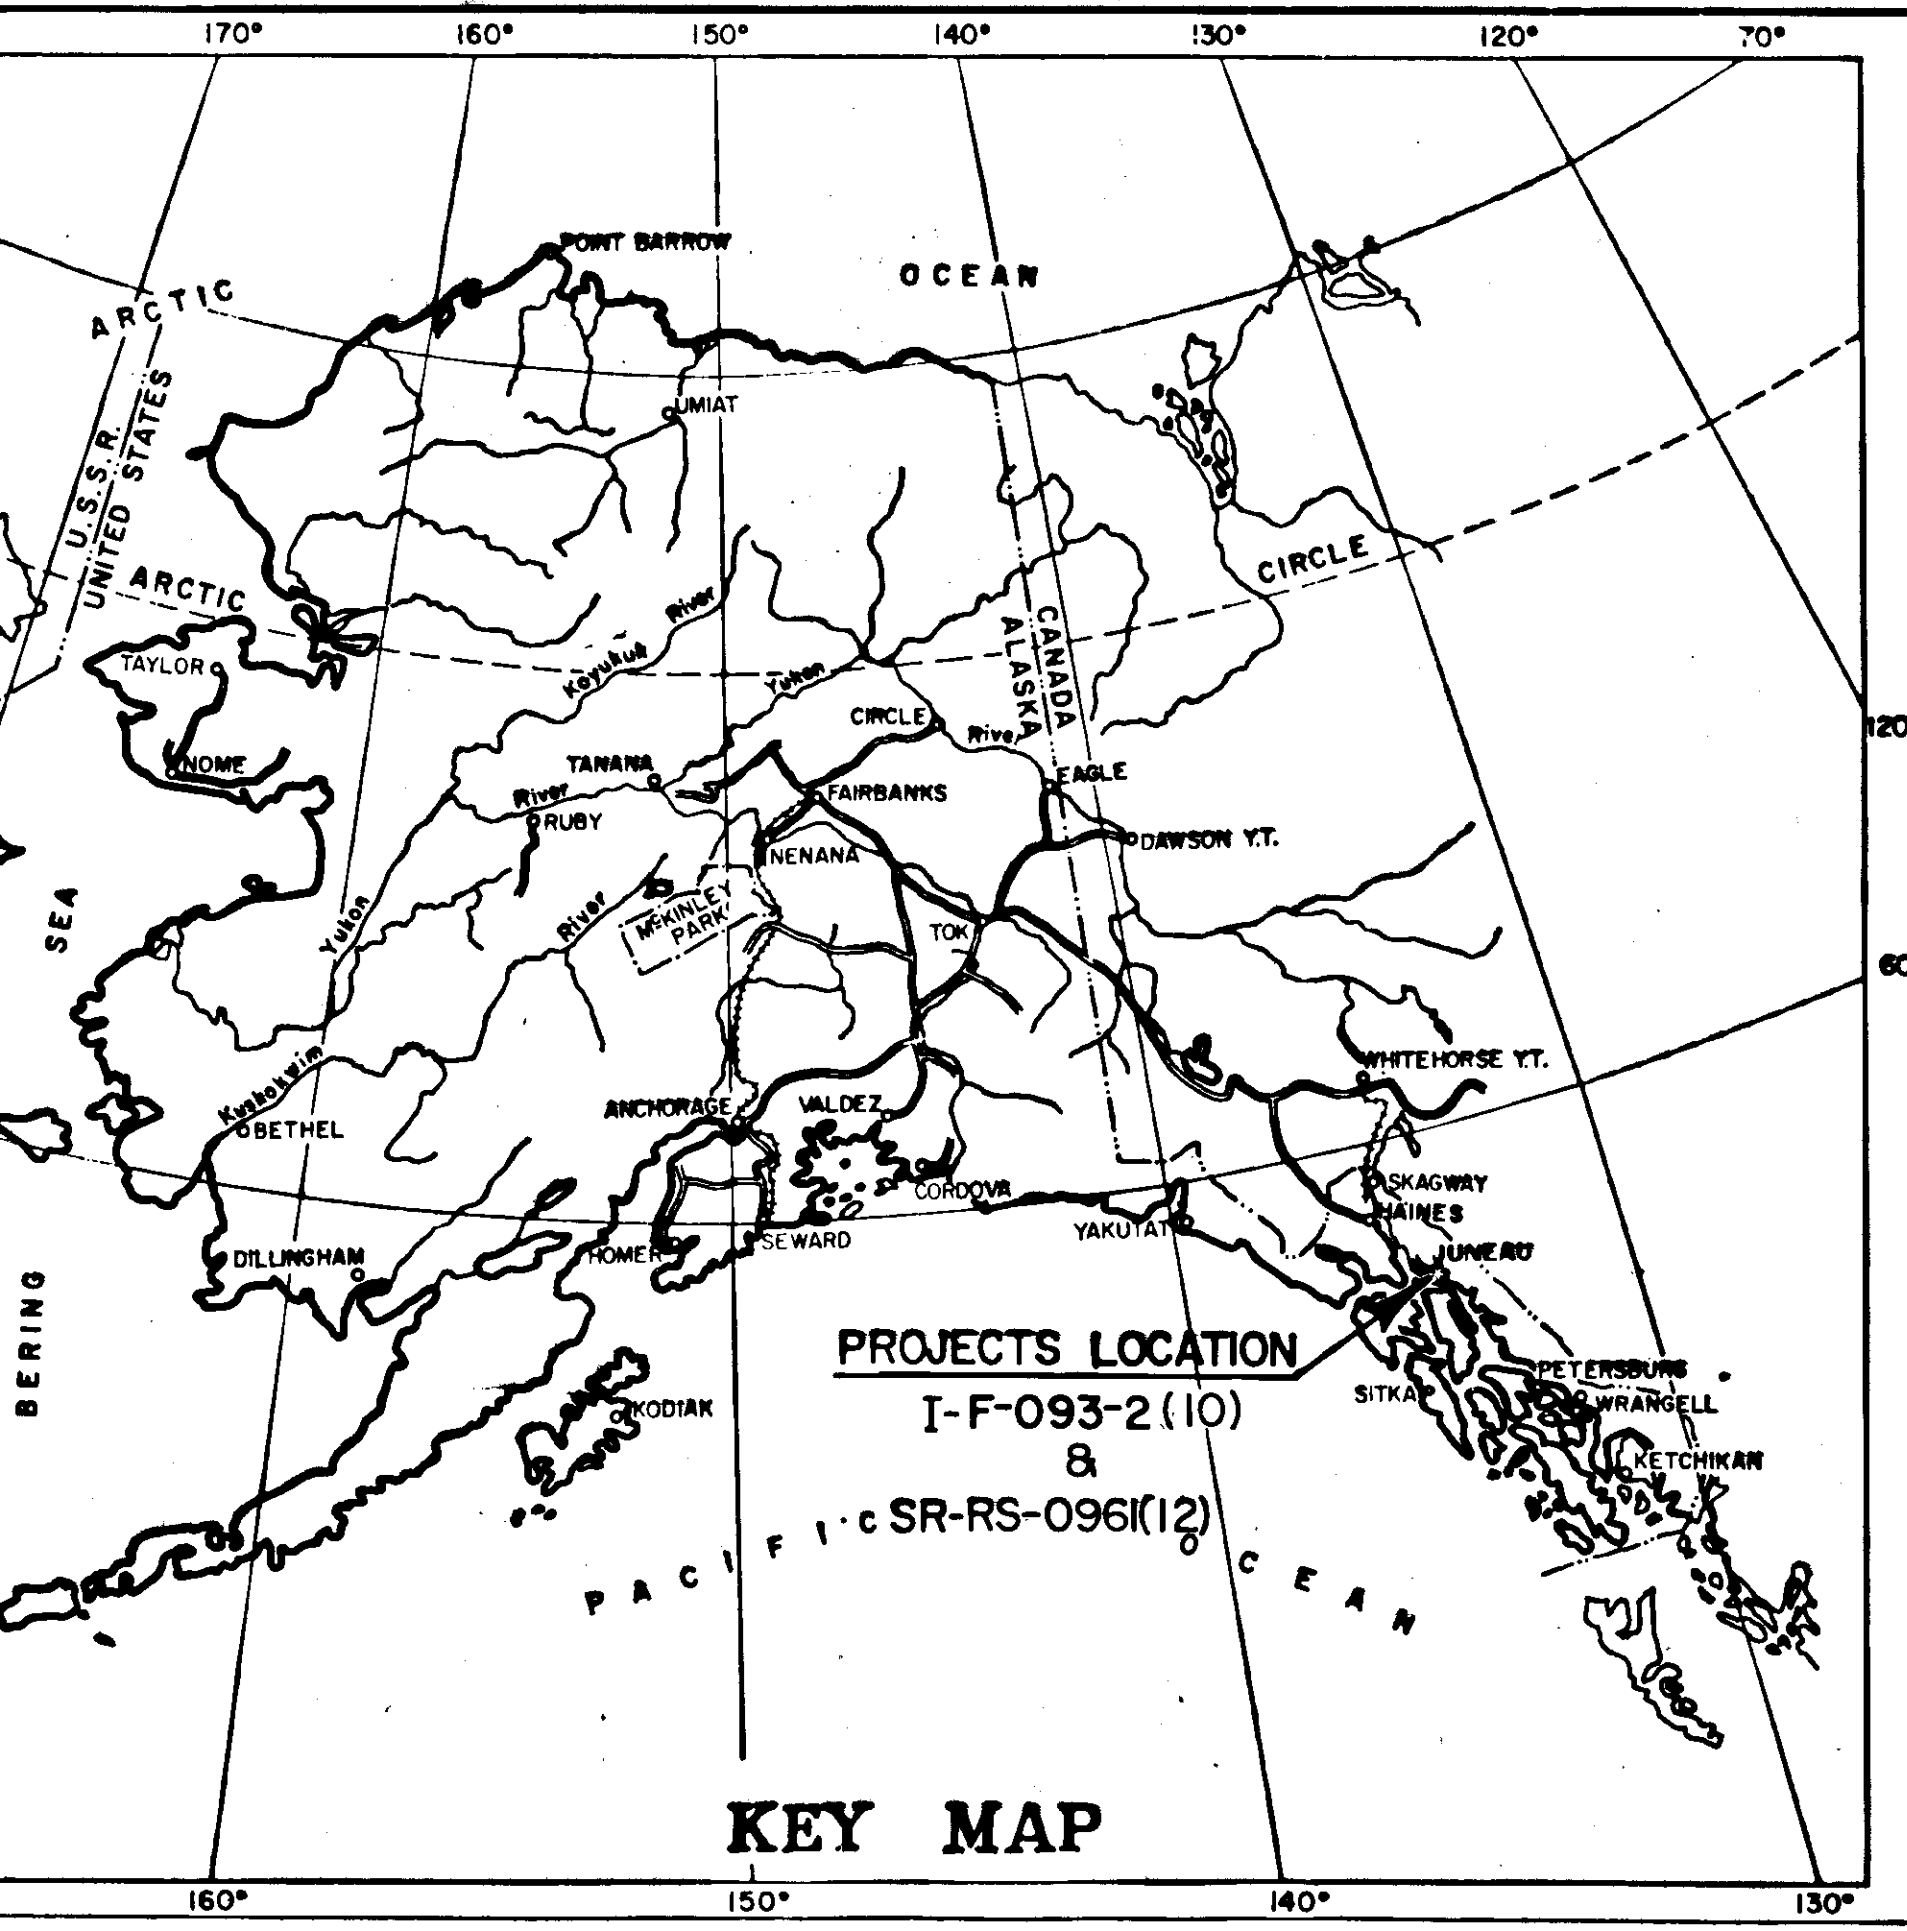 170° 160° 150° 140° 130° 120° 70°
POINT BARROW
ARCTIC OCEAN
UMIAT
U.S.S.R.
UNITED STATES
ARCTIC CIRCLE
Koyukuk River
CANADA
ALASKA
TAYLOR
Yukon River
CIRCLE
120
NOME
TANANA
EAGLE
River
FAIRBANKS
RUBY
DAWSON Y.T.
NENANA
SEA
Yukon
River
McKINLEY
PARK
TOK
60
Kuskokwim
WHITEHORSE Y.T.
ANCHORAGE
VALDEZ
BETHEL
SKAGWAY
CORDOVA
HAINES
YAKUTAT
SEWARD
HOMER
DILLINGHAM
JUNEAU
BERING
PROJECTS LOCATION
PETERSBURG
SITKA
WRANGELL
KODIAK
I-F-093-2(10)
&
KETCHIKAN
SR-RS-0961(12)
PACIFIC OCEAN
KEY MAP
160° 150° 140° 130°